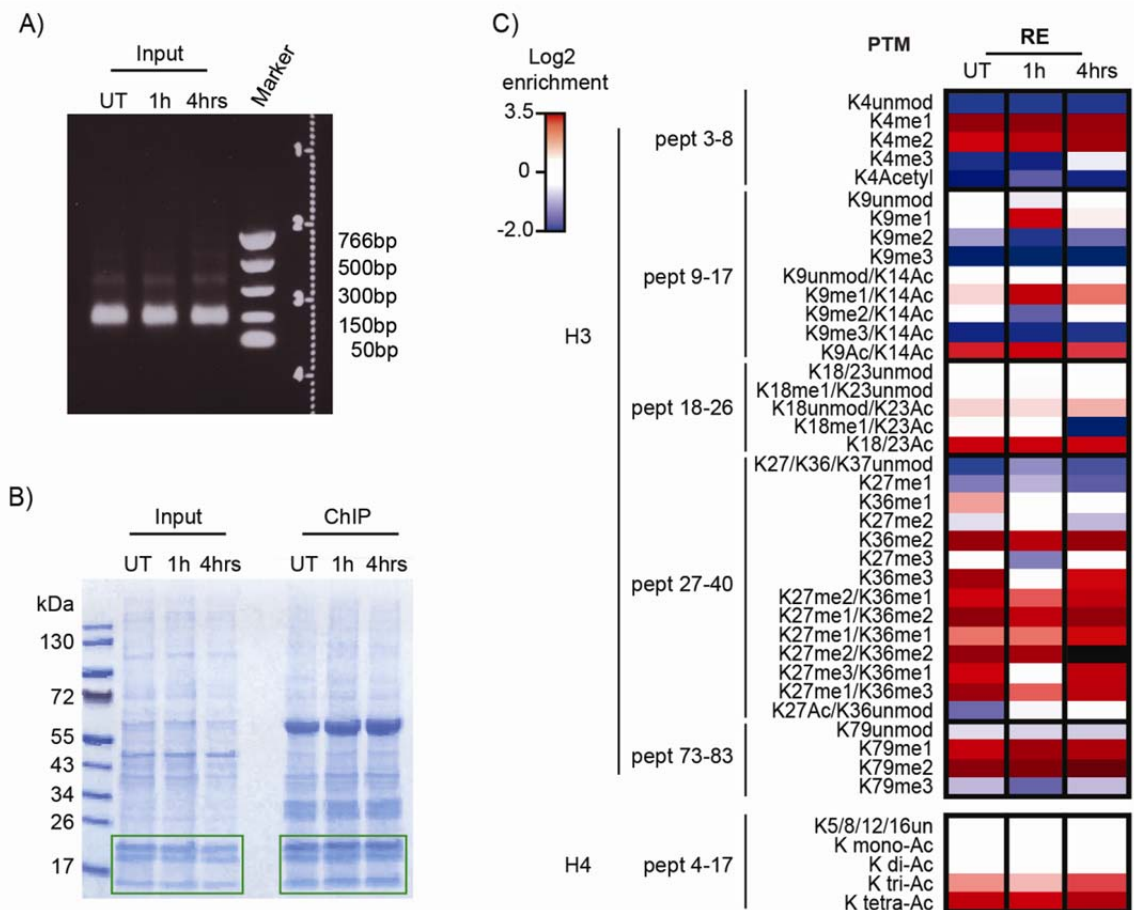 A)
Input
UT 1h 4hrs Marker
1
2
3
4
766bp
500bp
300bp
150bp
50bp
B)
Input ChIP
UT 1h 4hrs UT 1h 4hrs
kDa
130
72
55
43
34
26
17
C)
Log2
enrichment
3.5
0
-2.0
PTM
RE
UT 1h 4hrs
H3
pept 3-8
K4unmod
K4me1
K4me2
K4me3
K4Acetyl
pept 9-17
K9unmod
K9me1
K9me2
K9me3
K9unmod/K14Ac
K9me1/K14Ac
K9me2/K14Ac
K9me3/K14Ac
K9Ac/K14Ac
pept 18-26
K18/23unmod
K18me1/K23unmod
K18unmod/K23Ac
K18me1/K23Ac
K18/23Ac
pept 27-40
K27/K36/K37unmod
K27me1
K36me1
K27me2
K36me2
K27me3
K36me3
K27me2/K36me1
K27me1/K36me2
K27me1/K36me1
K27me2/K36me2
K27me3/K36me1
K27me1/K36me3
K27Ac/K36unmod
pept 73-83
K79unmod
K79me1
K79me2
K79me3
H4
pept 4-17
K5/8/12/16un
K mono-Ac
K di-Ac
K tri-Ac
K tetra-Ac